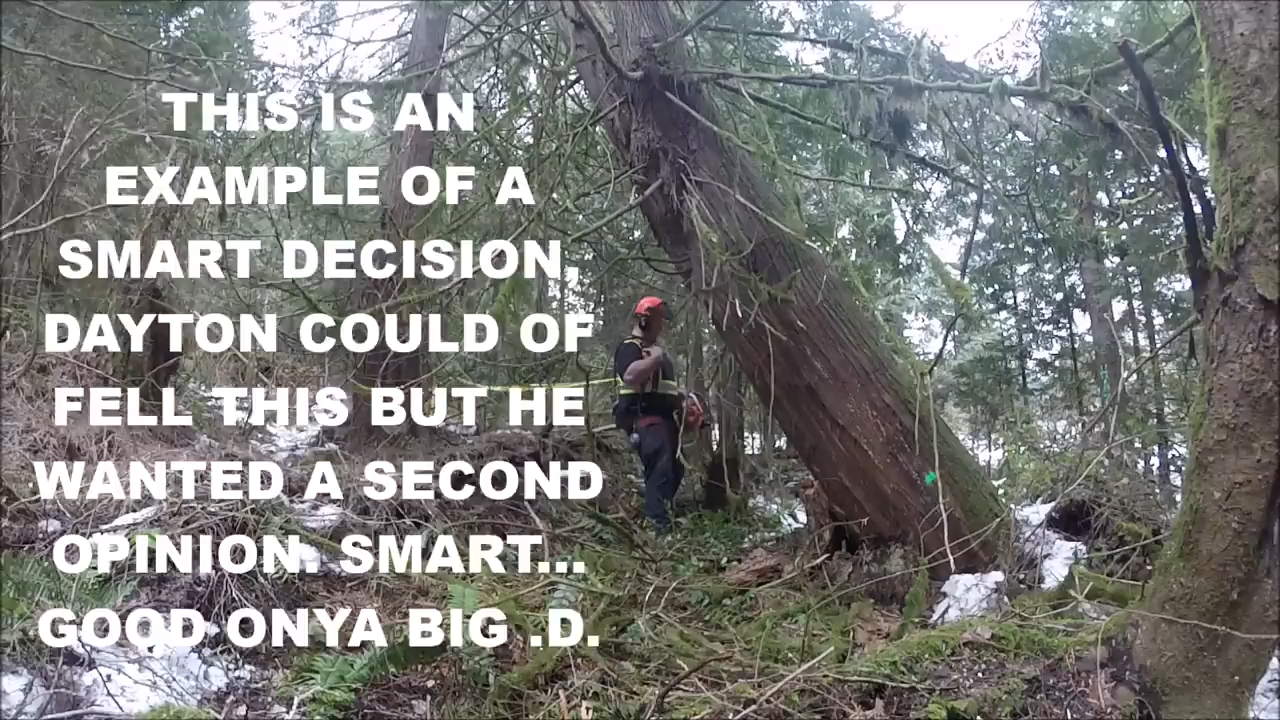 THIS IS AN
EXAMPLE OF A
SMART DECISION,
DAYTON COULD OF
FELL THIS BUT HE
WANTED A SECOND
OPINION. SMART...
GOOD ONYA BIG .D.